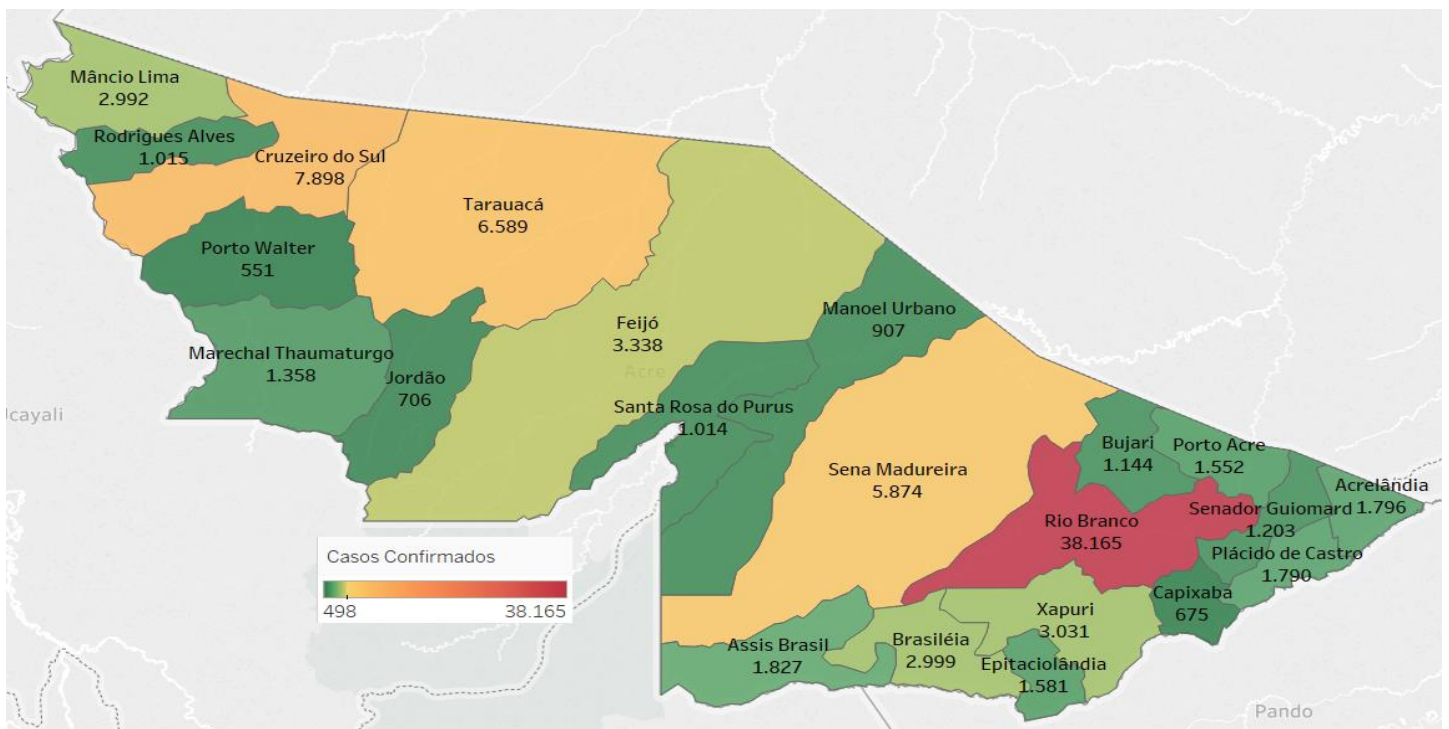 Mâncio Lima
2.992
Rodrigues Alves
1.015
Cruzeiro do Sul
7.898
Tarauacá
6.589
Porto Walter
551
Marechal Thaumaturgo
1.358
Jordão
706
Feijó
3.338
Acre
Manoel Urbano
907
Santa Rosa do Purus
1.014
Sena Madureira
5.874
Bujari
1.144
Porto Acre
1.552
Acrelândia
1.796
Senador Guiomard
1.203
Rio Branco
38.165
Plácido de Castro
1.790
Capixaba
675
Xapuri
3.031
Assis Brasil
1.827
Brasiléia
2.999
Epitaciolândia
1.581
Ucayali
Pando
Casos Confirmados
498 38.165